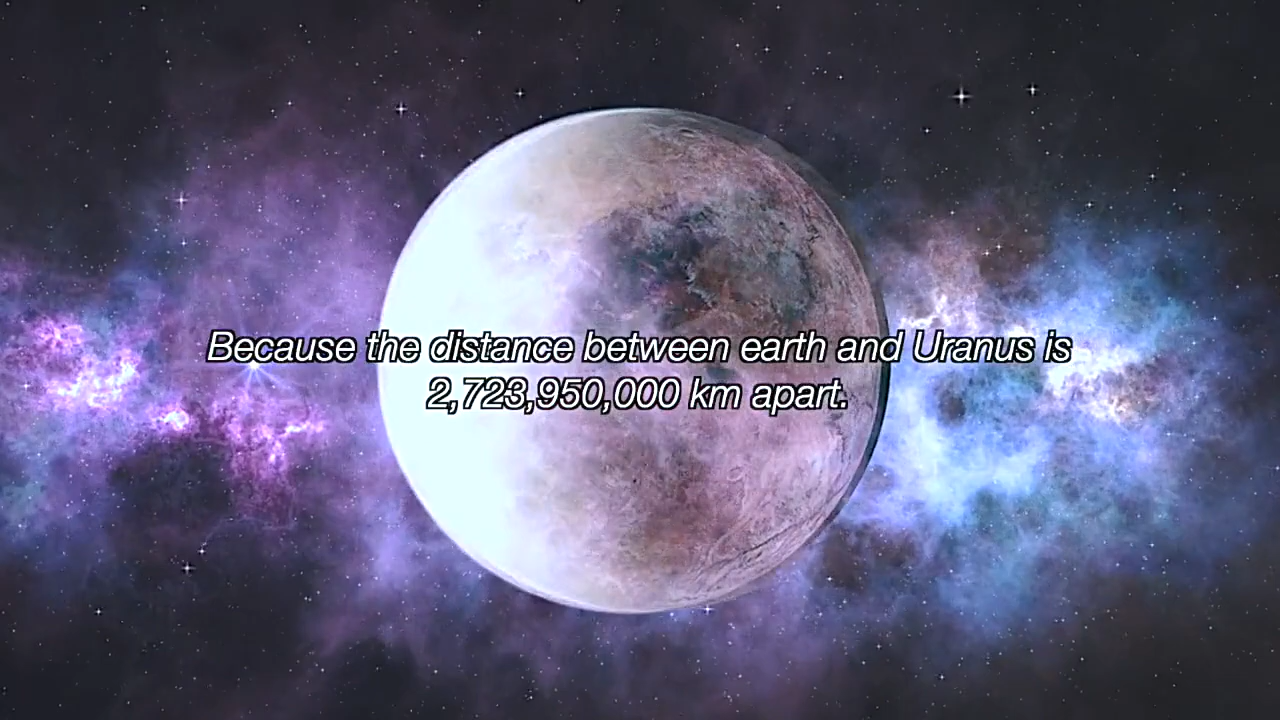 Because the distance between earth and Uranus is
2,723,950,000 km apart.